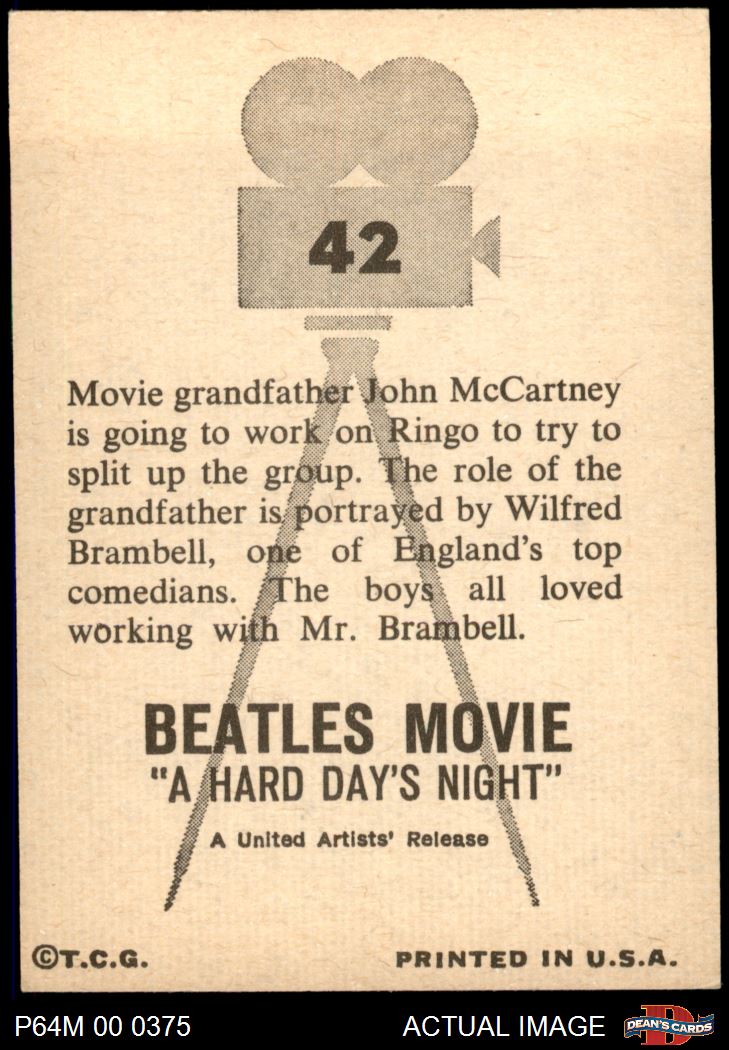 42
Movie grandfather John McCartney
is going to work on Ringo to try to
split up the group. The role of the
grandfather is portrayed by Wilfred
Brambell, one of England's top
comedians. The boys all loved
working with Mr. Brambell.
BEATLES MOVIE
"A HARD DAY'S NIGHT"
A United Artists' Release
©T.C.G. PRINTED IN U.S.A.
P64M 00 0375 ACTUAL IMAGE D DEAN'S CARDS